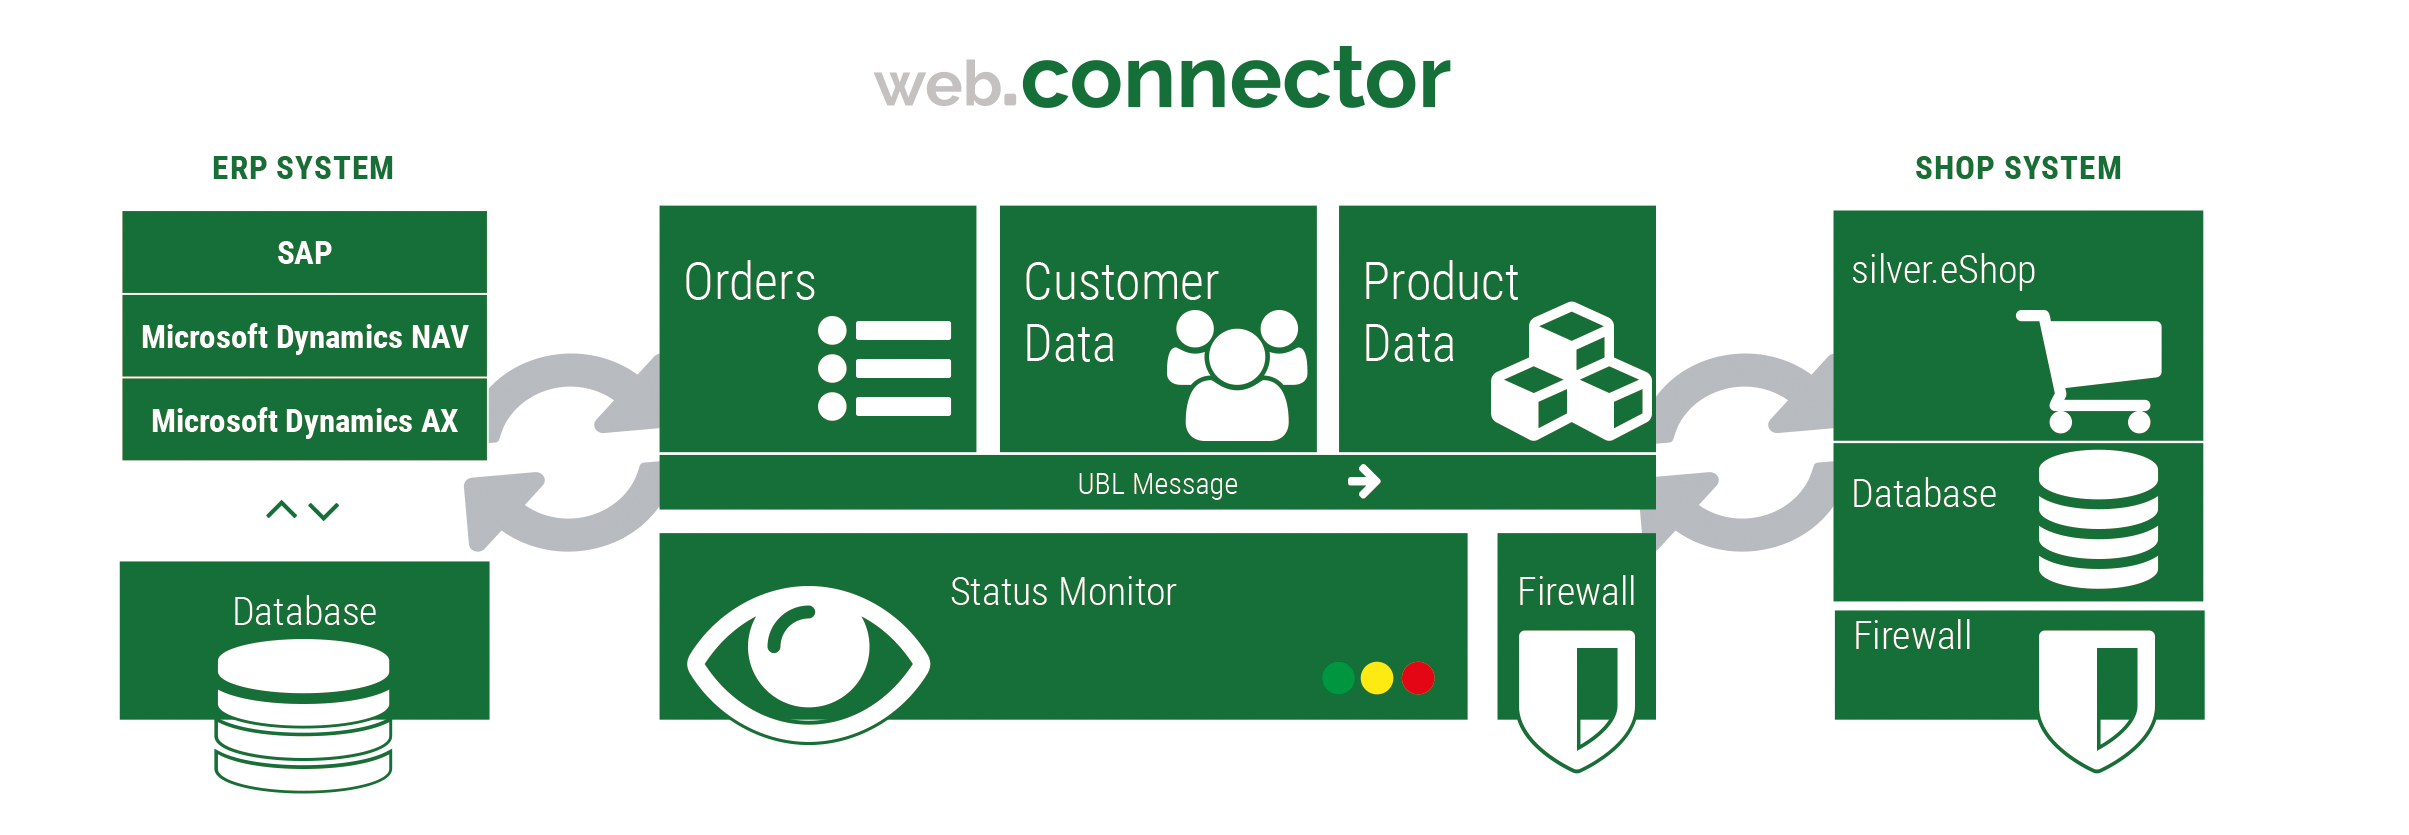 web.connector
ERP SYSTEM
SAP
Microsoft Dynamics NAV
Microsoft Dynamics AX
Database
Orders
Customer
Data
Product
Data
UBL Message
Status Monitor
Firewall
SHOP SYSTEM
silver.eShop
Database
Firewall